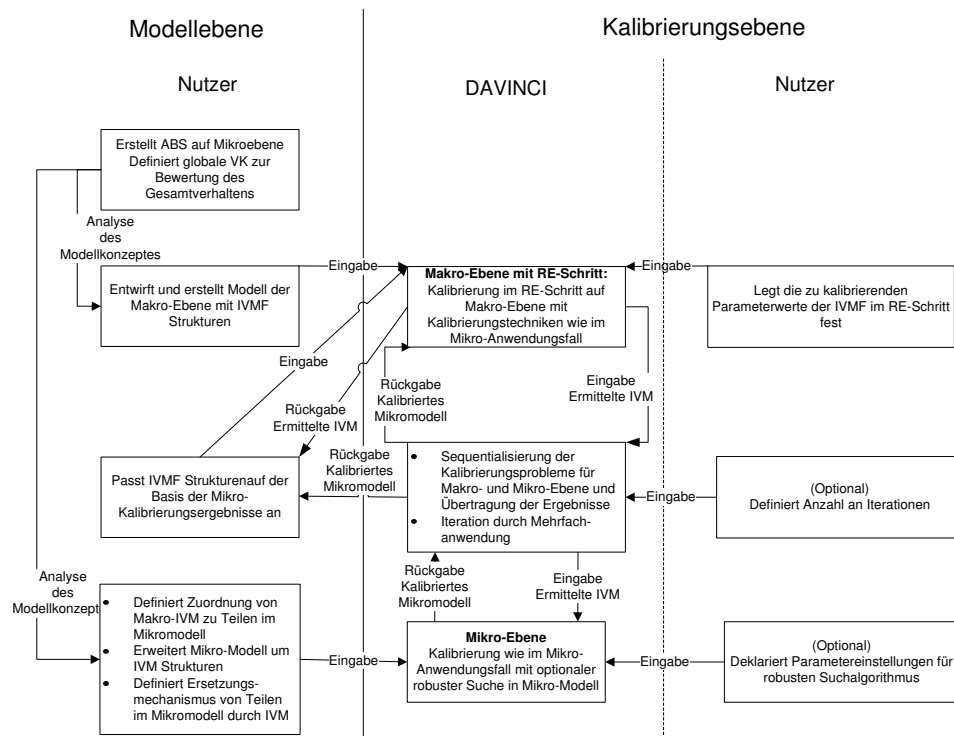 Modellebene
Kalibrierungsebene
Nutzer
DAVINCI
Nutzer
Erstellt ABS auf Mikroebene
Definiert globale VK zur
Bewertung des
Gesamtverhaltens
Analyse
des
Modellkonzeptes
Entwirft und erstellt Modell der
Makro-Ebene mit IVMF
Strukturen
Eingabe
Makro-Ebene mit RE-Schritt:
Kalibrierung im RE-Schritt auf
Makro-Ebene mit
Kalibrierungstechniken wie im
Mikro-Anwendungsfall
Eingabe
Legt die zu kalibrierenden
Parameterwerte der IVMF im RE-Schritt
fest
Eingabe
Rückgabe
Ermittelte IVM
Rückgabe
Kalibriertes
Mikromodell
Eingabe
Ermittelte IVM
Passt IVMF Strukturenauf der
Basis der Mikro-
Kalibrierungsergebnisse an
Rückgabe
Kalibriertes
Mikromodell
• Sequentialisierung der
Kalibrierungsprobleme für
Makro- und Mikro-Ebene und
Übertragung der Ergebnisse
• Iteration durch Mehrfach-
anwendung
Eingabe
(Optional)
Definiert Anzahl an Iterationen
Analyse
des
Modellkonzept
Rückgabe
Kalibriertes
Mikromodell
Eingabe
Ermittelte IVM
• Definiert Zuordnung von
Makro-IVM zu Teilen im
Mikromodell
• Erweitert Mikro-Modell um
IVM Strukturen
• Definiert Ersetzungs-
mechanismus von Teilen
im Mikromodell durch IVM
Eingabe
Mikro-Ebene
Kalibrierung wie im Mikro-
Anwendungsfall mit optionaler
robuster Suche in Mikro-Modell
Eingabe
(Optional)
Deklariert Parametereinstellungen für
robusten Suchalgorithmus